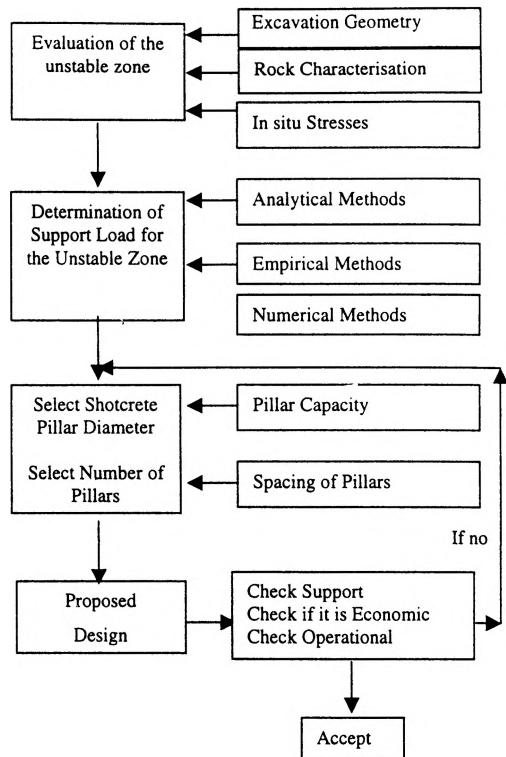 Evaluation of the
unstable zone
Excavation Geometry
Rock Characterisation
In situ Stresses
Determination of
Support Load for
the Unstable Zone
Analytical Methods
Empirical Methods
Numerical Methods
Select Shotcrete
Pillar Diameter
Select Number of
Pillars
Pillar Capacity
Spacing of Pillars
If no
Proposed
Design
Check Support
Check if it is Economic
Check Operational
Accept